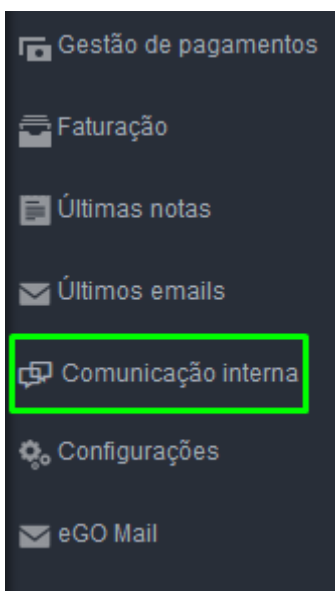 Gestão de pagamentos
Faturação
Últimas notas
Últimos emails
Comunicação interna
Configurações
eGO Mail